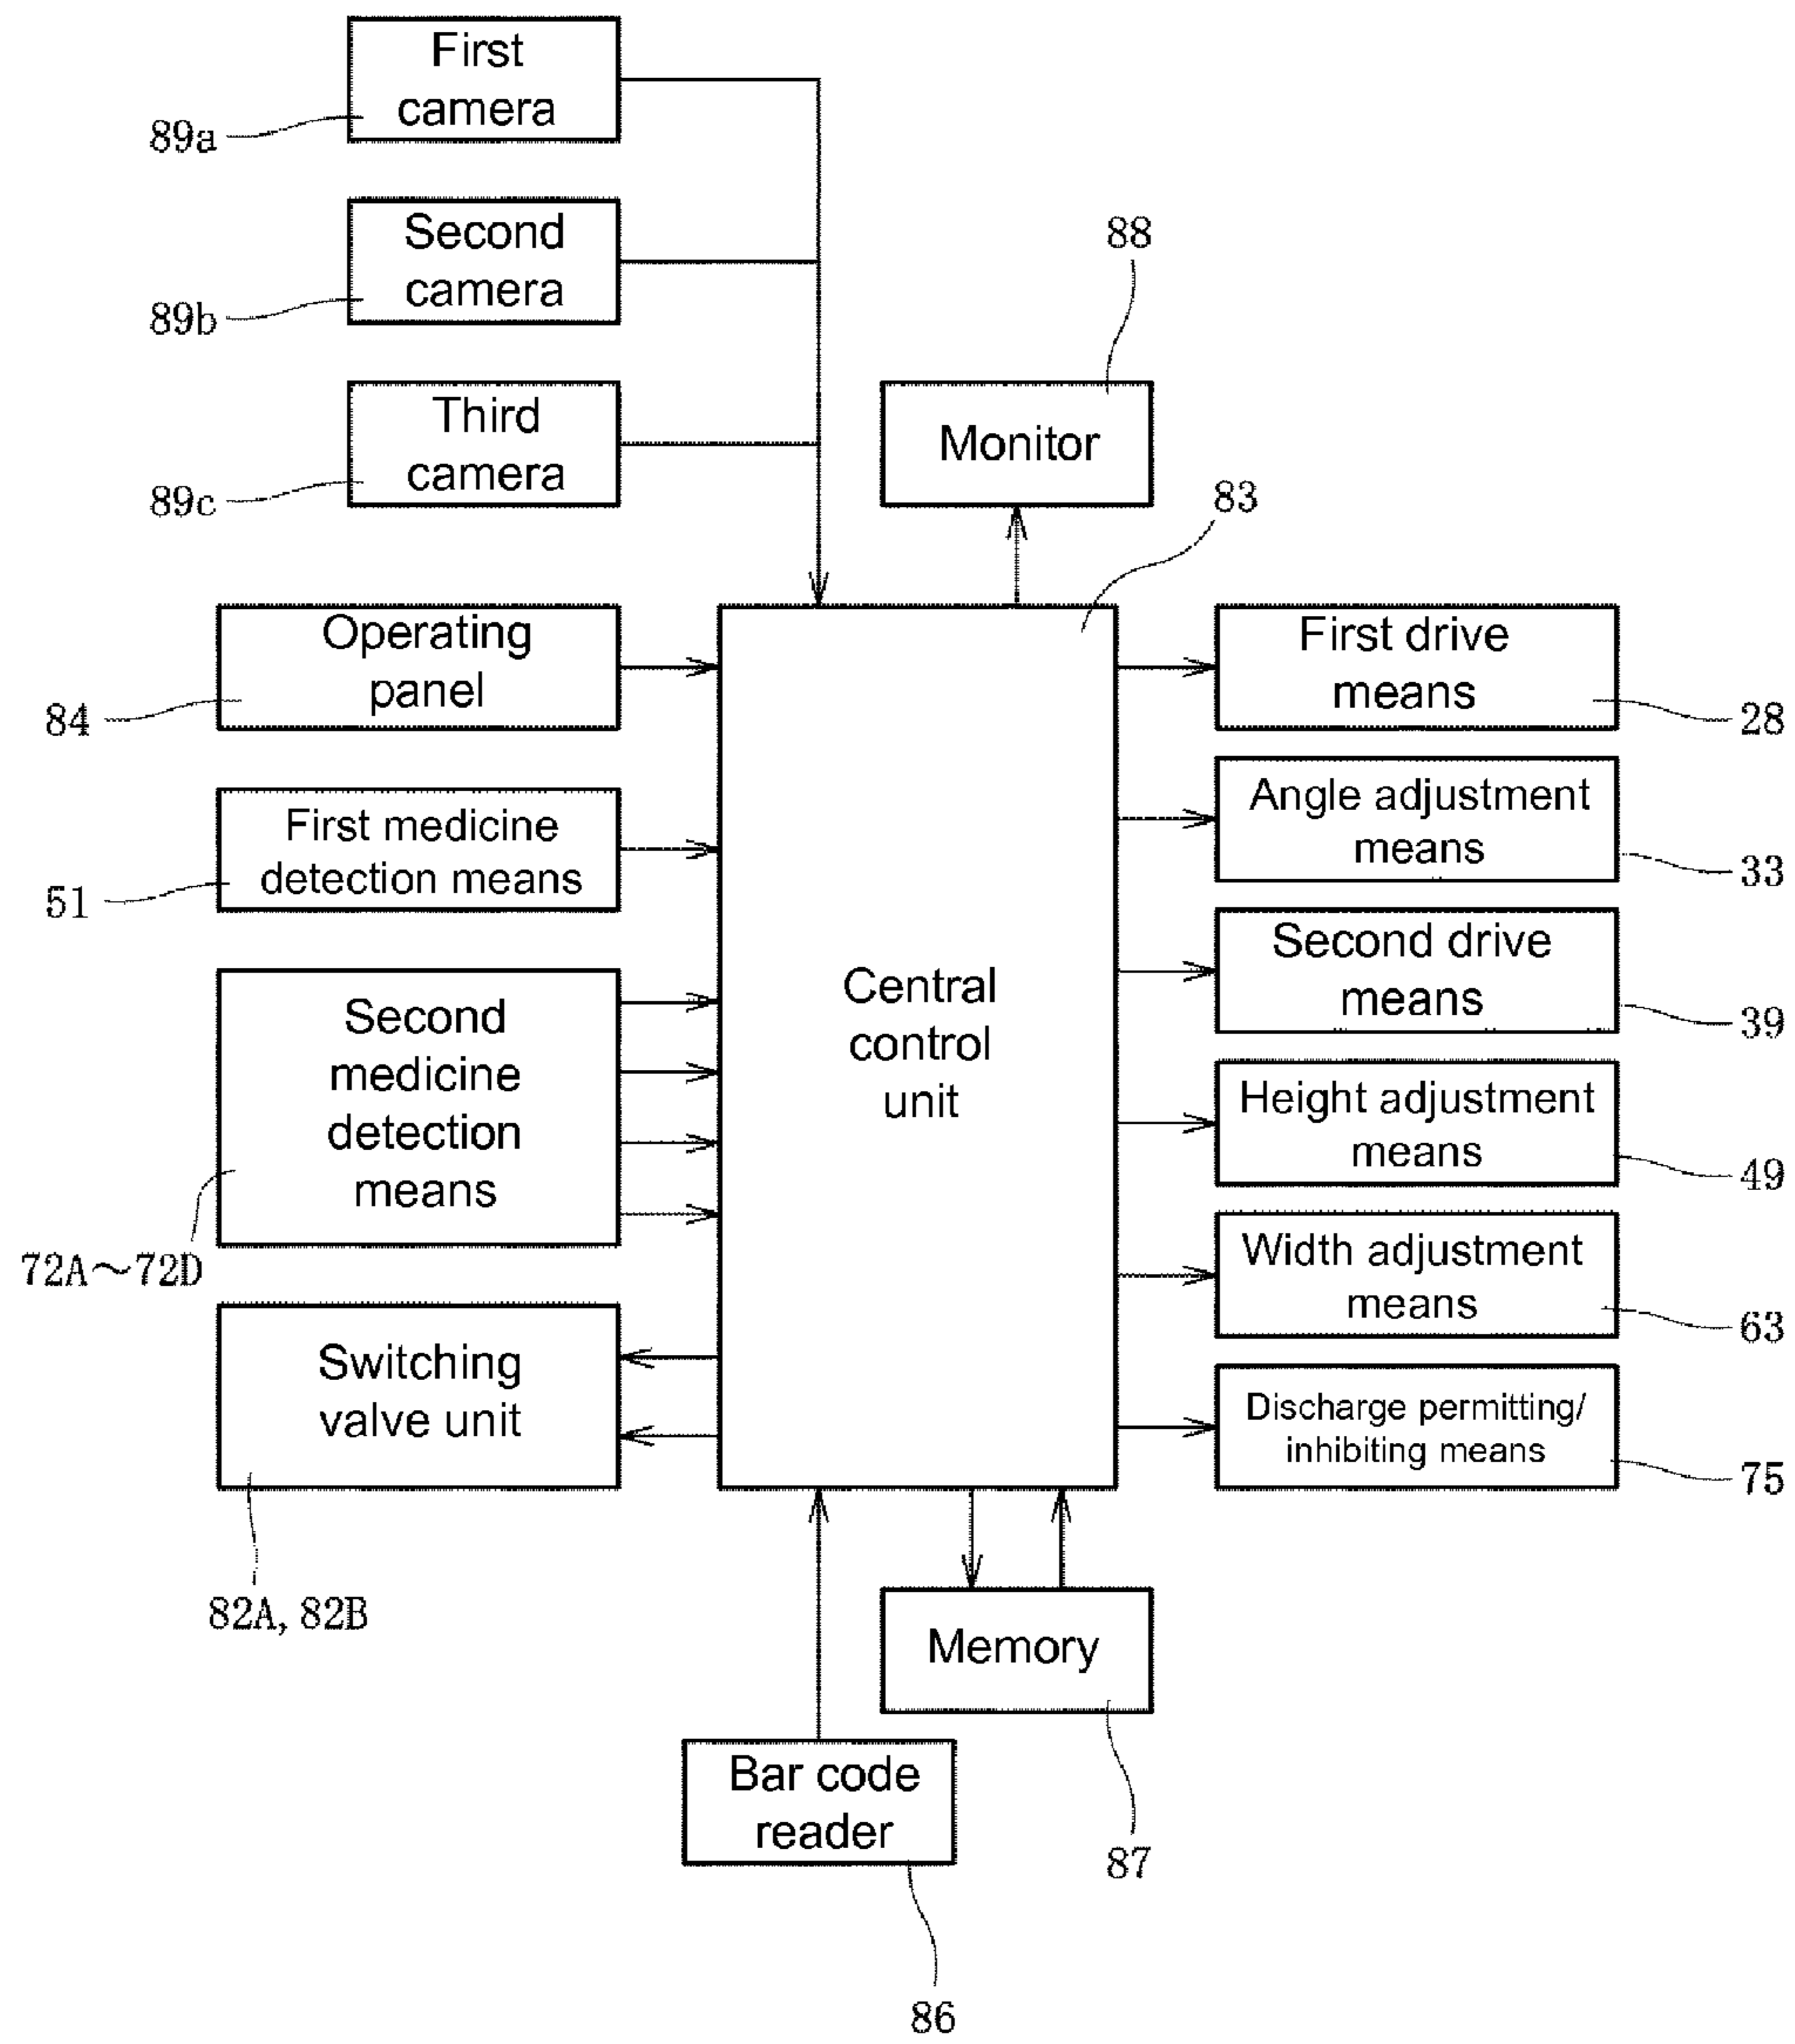 First
camera
89a
Second
camera
89b
88
Third
camera
89c
Monitor
83
Operating
panel
84
First drive
means
28
First medicine
detection means
51
Angle adjustment
means
33
Second drive
means
39
Second
medicine
detection
means
72A～72D
Central
control
unit
Height adjustment
means
49
Width adjustment
means
63
Switching
valve unit
82A, 82B
Discharge permitting/
inhibiting means
75
Memory
87
Bar code
reader
86